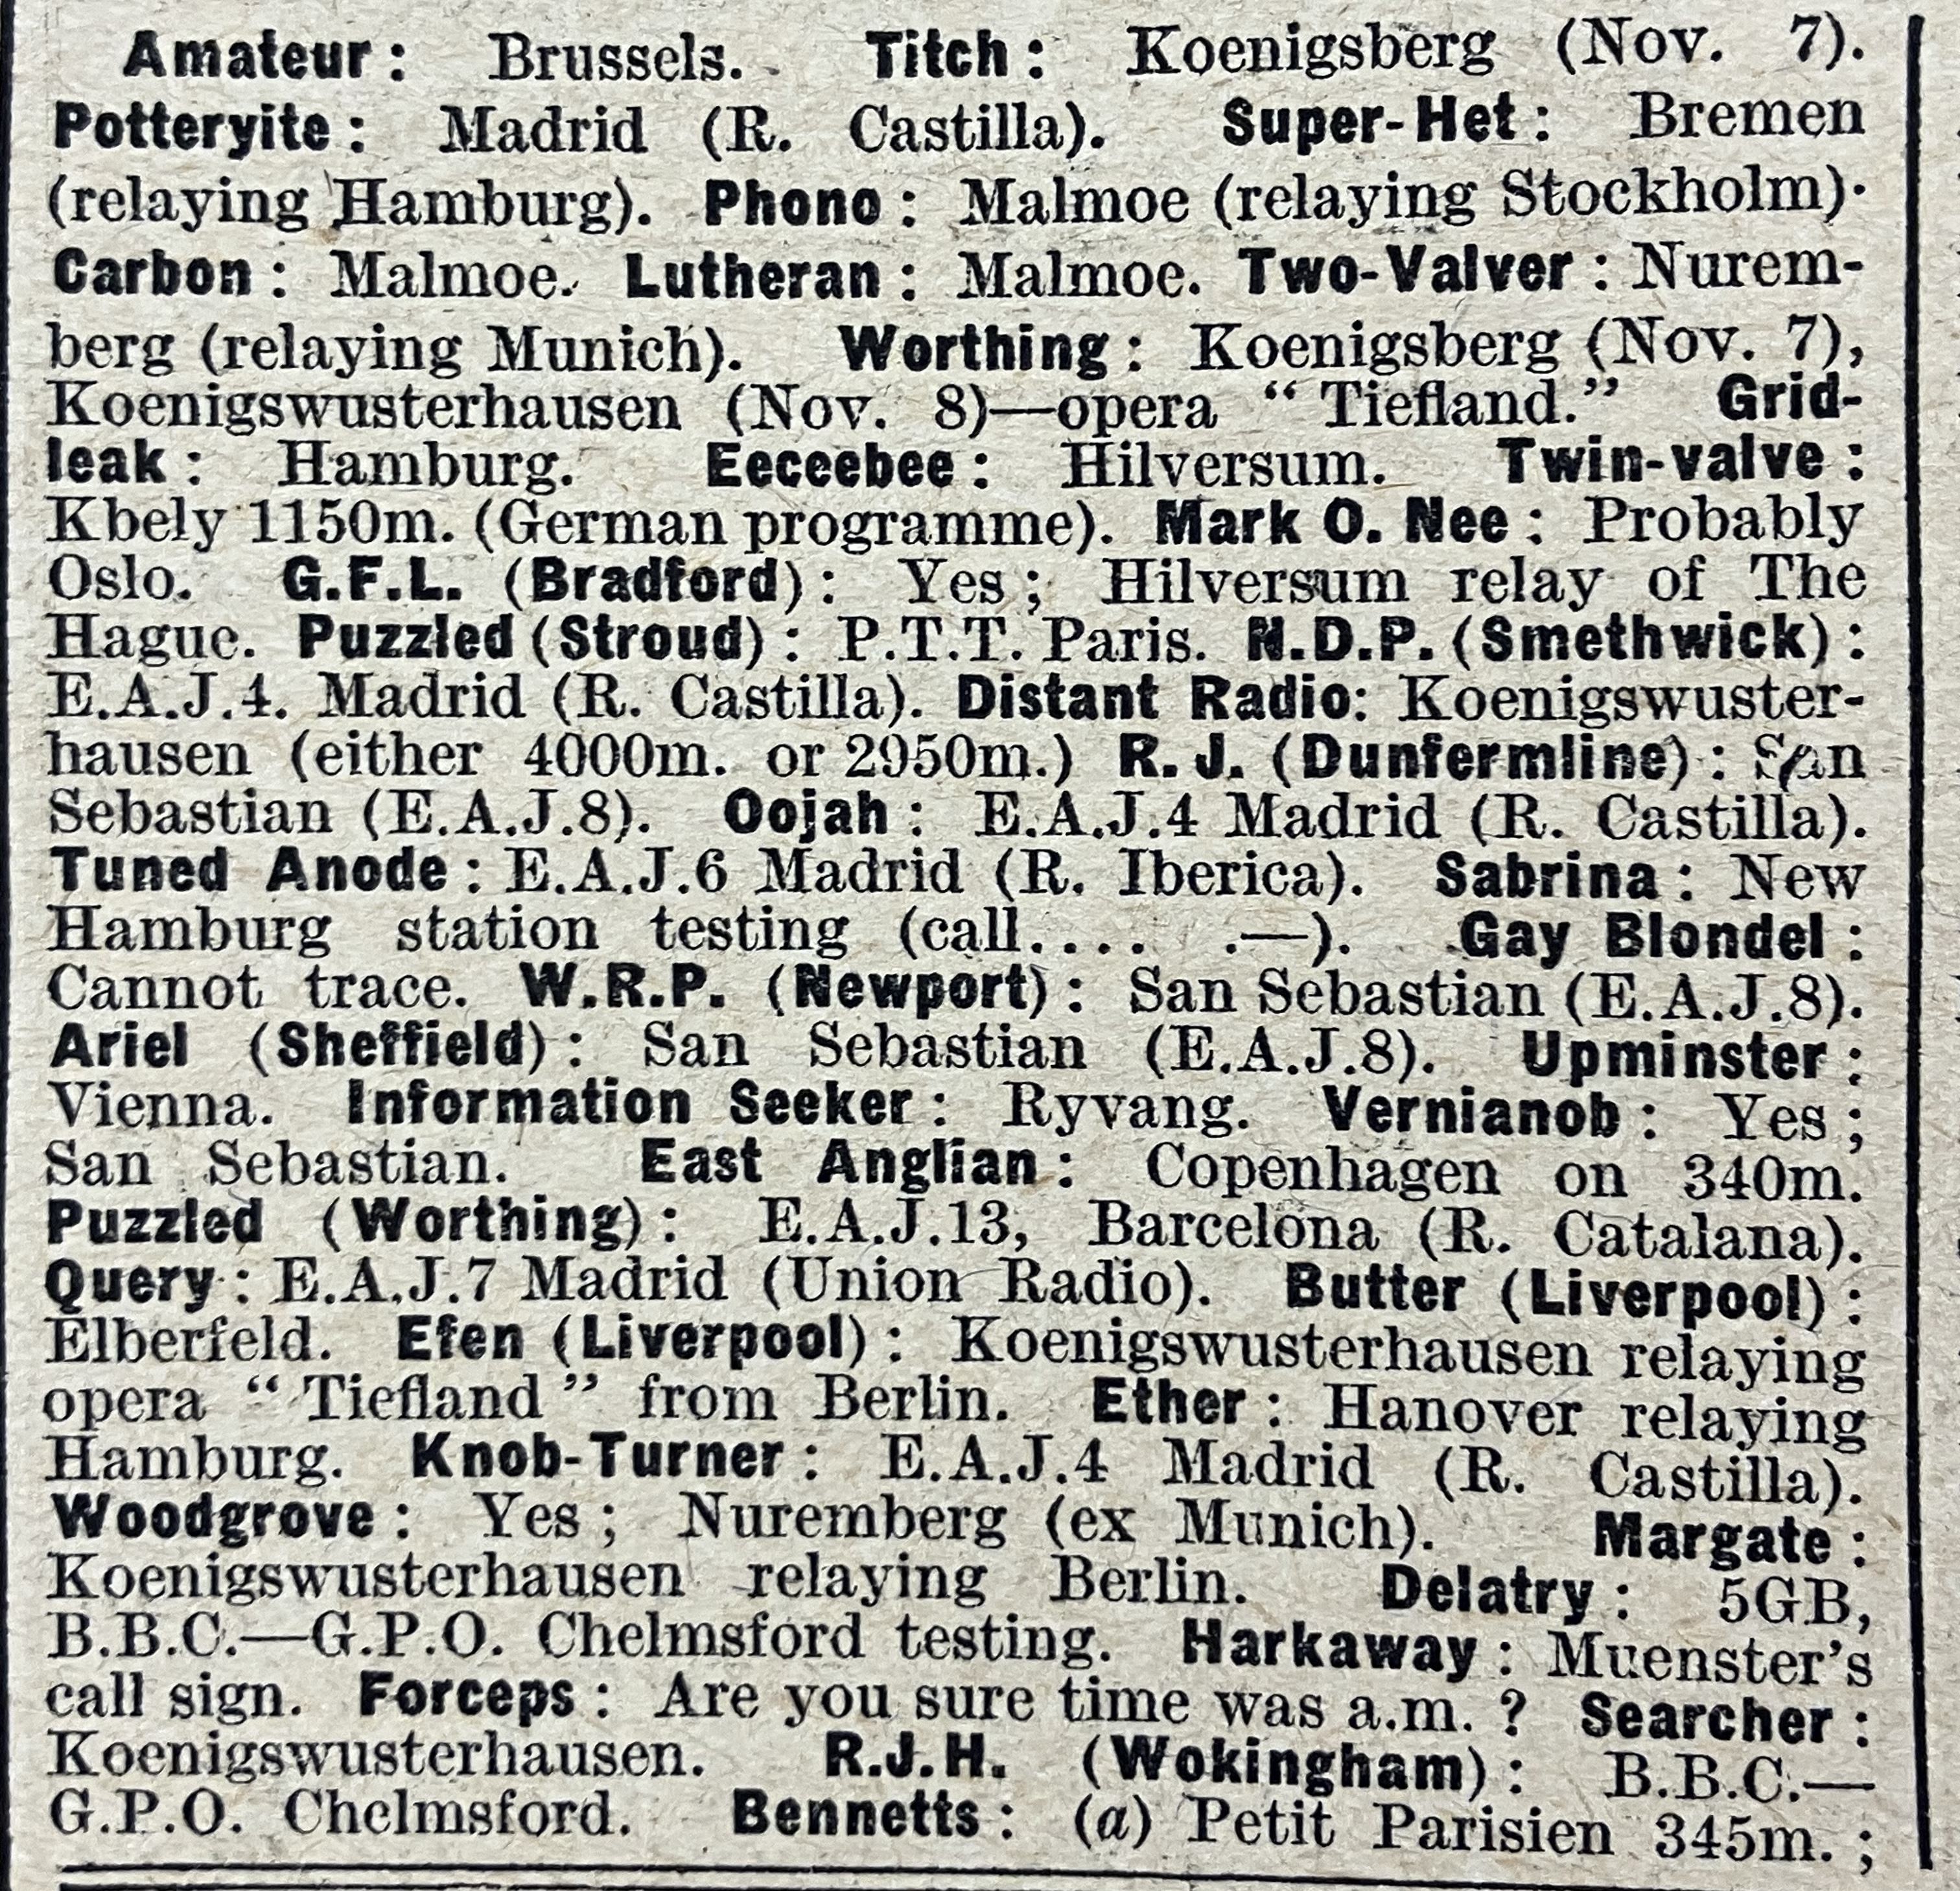 Amateur: Brussels. Titch: Koenigsberg (Nov. 7).
Potteryite: Madrid (R. Castilla). Super-Het: Bremen
(relaying Hamburg). Phono: Malmoe (relaying Stockholm).
Carbon: Malmoe. Lutheran: Malmoe. Two-Valver: Nurem-
berg (relaying Munich). Worthing: Koenigsberg (Nov. 7),
Koenigswusterhausen (Nov. 8)—opera "Tiefland." Grid-
leak: Hamburg. Eeceebee: Hilversum. Twin-valve:
Kbely 1150m. (German programme). Mark O. Nee: Probably
Oslo. G.F.L. (Bradford): Yes; Hilversum relay of The
Hague. Puzzled (Stroud): P.T.T. Paris. N.D.P. (Smethwick):
E.A.J.4. Madrid (R. Castilla). Distant Radio: Koenigswuster-
hausen (either 4000m. or 2950m.) R. J. (Dunfermline): San
Sebastian (E.A.J.8). Oojah: E.A.J.4 Madrid (R. Castilla).
Tuned Anode: E.A.J.6 Madrid (R. Iberica). Sabrina: New
Hamburg station testing (call.... .—). Gay Blondel:
Cannot trace. W.R.P. (Newport): San Sebastian (E.A.J.8).
Ariel (Sheffield): San Sebastian (E.A.J.8). Upminster:
Vienna. Information Seeker: Ryvang. Vernianob: Yes;
San Sebastian. East Anglian: Copenhagen on 340m.
Puzzled (Worthing): E.A.J.13, Barcelona (R. Catalana).
Query: E.A.J.7 Madrid (Union Radio). Butter (Liverpool):
Elberfeld. Efen (Liverpool): Koenigswusterhausen relaying
opera "Tiefland" from Berlin. Ether: Hanover relaying
Hamburg. Knob-Turner: E.A.J.4 Madrid (R. Castilla).
Woodgrove: Yes; Nuremberg (ex Munich). Margate:
Koenigswusterhausen relaying Berlin. Delatry: 5GB,
B.B.C.—G.P.O. Chelmsford testing. Harkaway: Muenster's
call sign. Forceps: Are you sure time was a.m.? Searcher:
Koenigswusterhausen. R.J.H. (Wokingham): B.B.C.—
G.P.O. Chelmsford. Bennetts: (a) Petit Parisien 345m.;